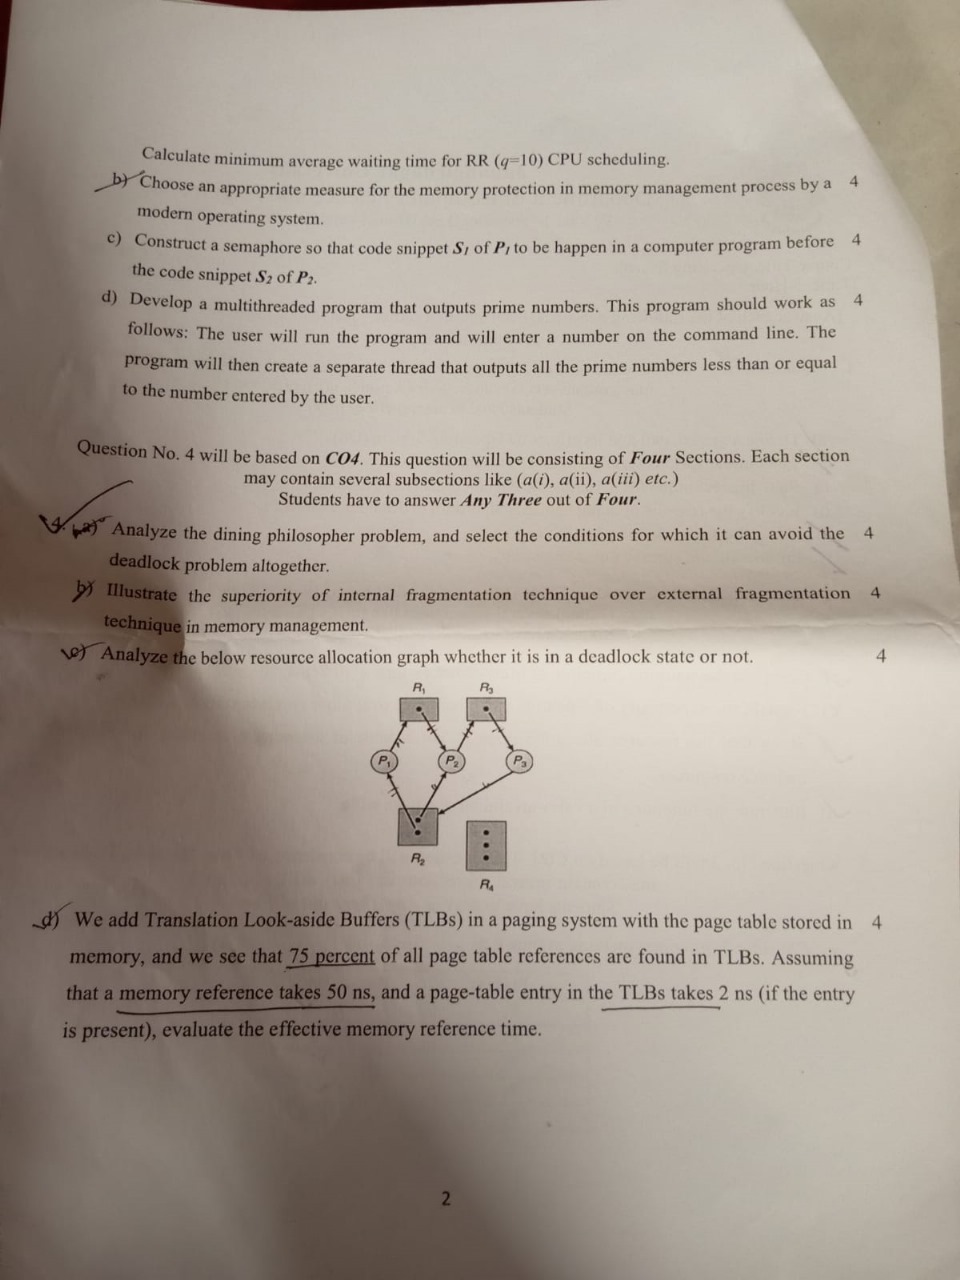 Calculate minimum average waiting time for RR (q=10) CPU scheduling.
b) Choose an appropriate measure for the memory protection in memory management process by a 4
modern operating system.
c) Construct a semaphore so that code snippet S₁ of P₁ to be happen in a computer program before 4
the code snippet S₂ of P₂.
d) Develop a multithreaded program that outputs prime numbers. This program should work as 4
follows: The user will run the program and will enter a number on the command line. The
program will then create a separate thread that outputs all the prime numbers less than or equal
to the number entered by the user.
Question No. 4 will be based on CO4. This question will be consisting of Four Sections. Each section
may contain several subsections like (a(i), a(ii), a(iii) etc.)
Students have to answer Any Three out of Four.
4. a) Analyze the dining philosopher problem, and select the conditions for which it can avoid the 4
deadlock problem altogether.
b) Illustrate the superiority of internal fragmentation technique over external fragmentation 4
technique in memory management.
c) Analyze the below resource allocation graph whether it is in a deadlock state or not. 4
R₁ R₃
P₁ P₂ P₃
R₂
R₄
d) We add Translation Look-aside Buffers (TLBs) in a paging system with the page table stored in 4
memory, and we see that 75 percent of all page table references are found in TLBs. Assuming
that a memory reference takes 50 ns, and a page-table entry in the TLBs takes 2 ns (if the entry
is present), evaluate the effective memory reference time.
2